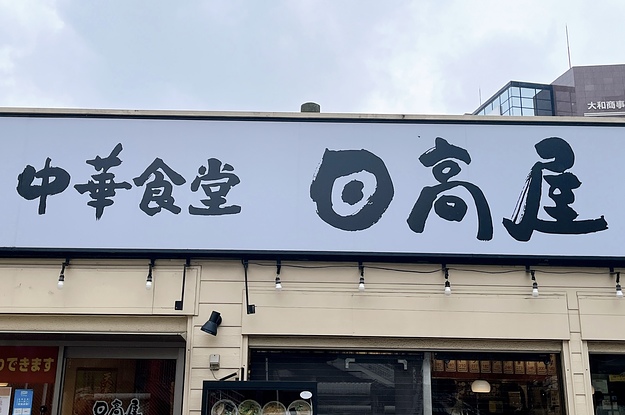 大和商事
中華食堂 日高屋
できます
日高屋